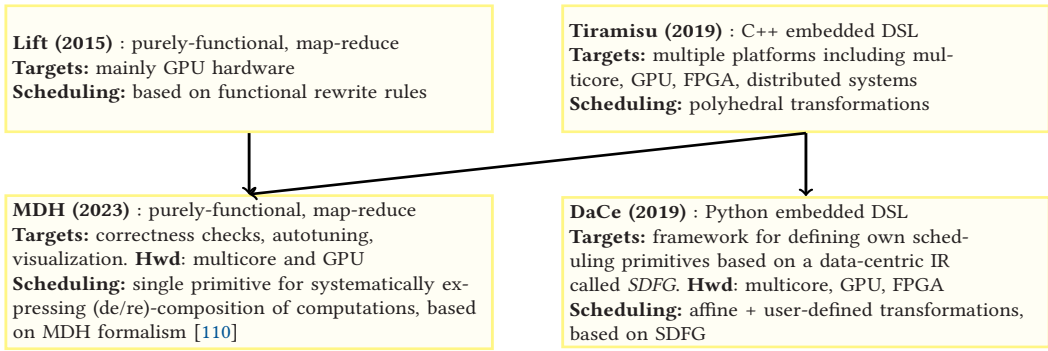 Lift (2015) : purely-functional, map-reduce
Targets: mainly GPU hardware
Scheduling: based on functional rewrite rules
Tiramisu (2019) : C++ embedded DSL
Targets: multiple platforms including mul-
ticore, GPU, FPGA, distributed systems
Scheduling: polyhedral transformations
MDH (2023) : purely-functional, map-reduce
Targets: correctness checks, autotuning,
visualization. Hwd: multicore and GPU
Scheduling: single primitive for systematically ex-
pressing (de/re)-composition of computations, based
on MDH formalism [110]
DaCe (2019) : Python embedded DSL
Targets: framework for defining own sched-
uling primitives based on a data-centric IR
called SDFG. Hwd: multicore, GPU, FPGA
Scheduling: affine + user-defined transformations,
based on SDFG